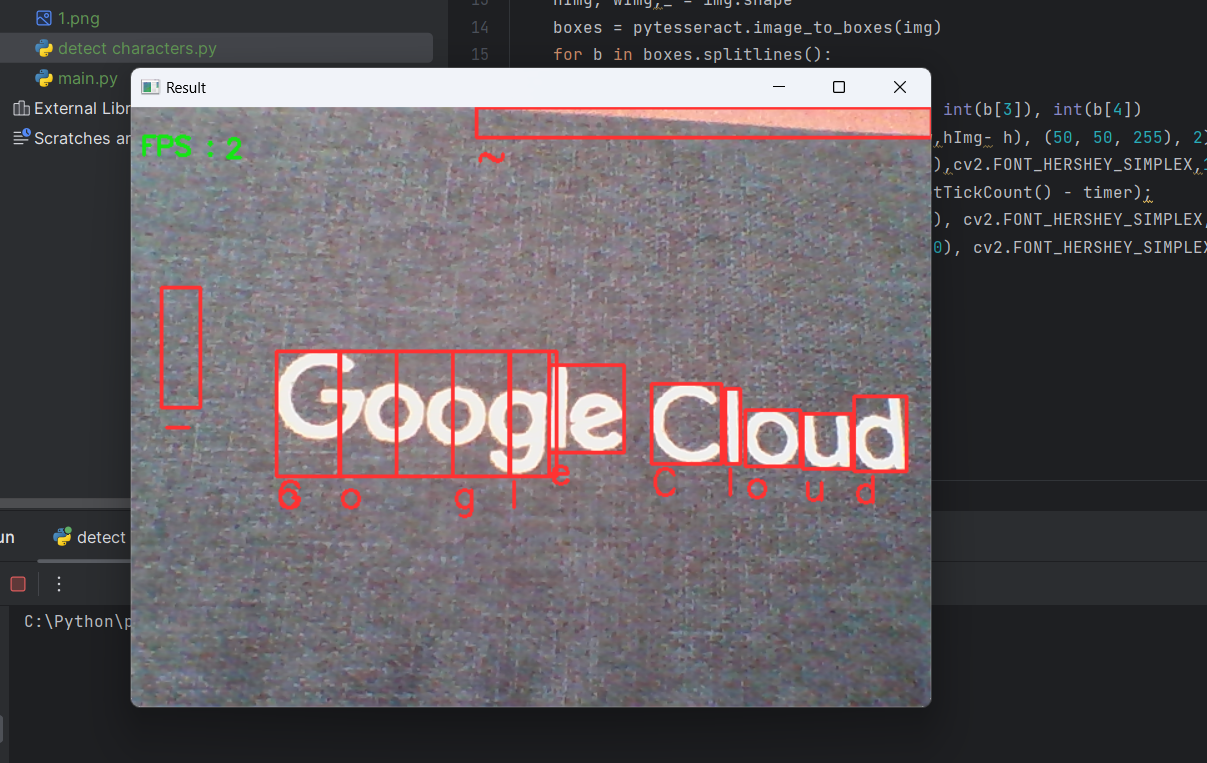 1.png
detect characters.py
main.py
External Libr
Scratches ar
13 hImg, wImg,_ = img.shape
14 boxes = pytesseract.image_to_boxes(img)
15 for b in boxes.splitlines():
Result
int(b[3]), int(b[4])
,hImg- h), (50, 50, 255), 2)
),cv2.FONT_HERSHEY_SIMPLEX,1
tTickCount() - timer);
), cv2.FONT_HERSHEY_SIMPLEX,
0), cv2.FONT_HERSHEY_SIMPLEX
FPS : 2
~
_
Google Cloud
6 o g l e C l o u d
un
detect
C:\Python\p